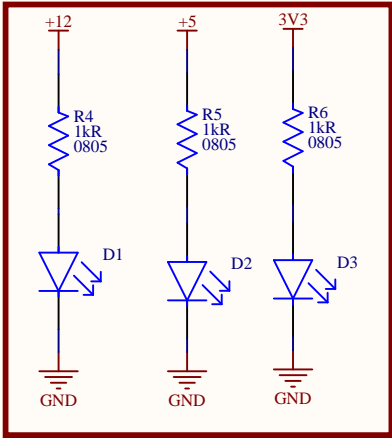 +12
+5
3V3
R4
1kR
0805
R5
1kR
0805
R6
1kR
0805
D1
D2
D3
GND
GND
GND